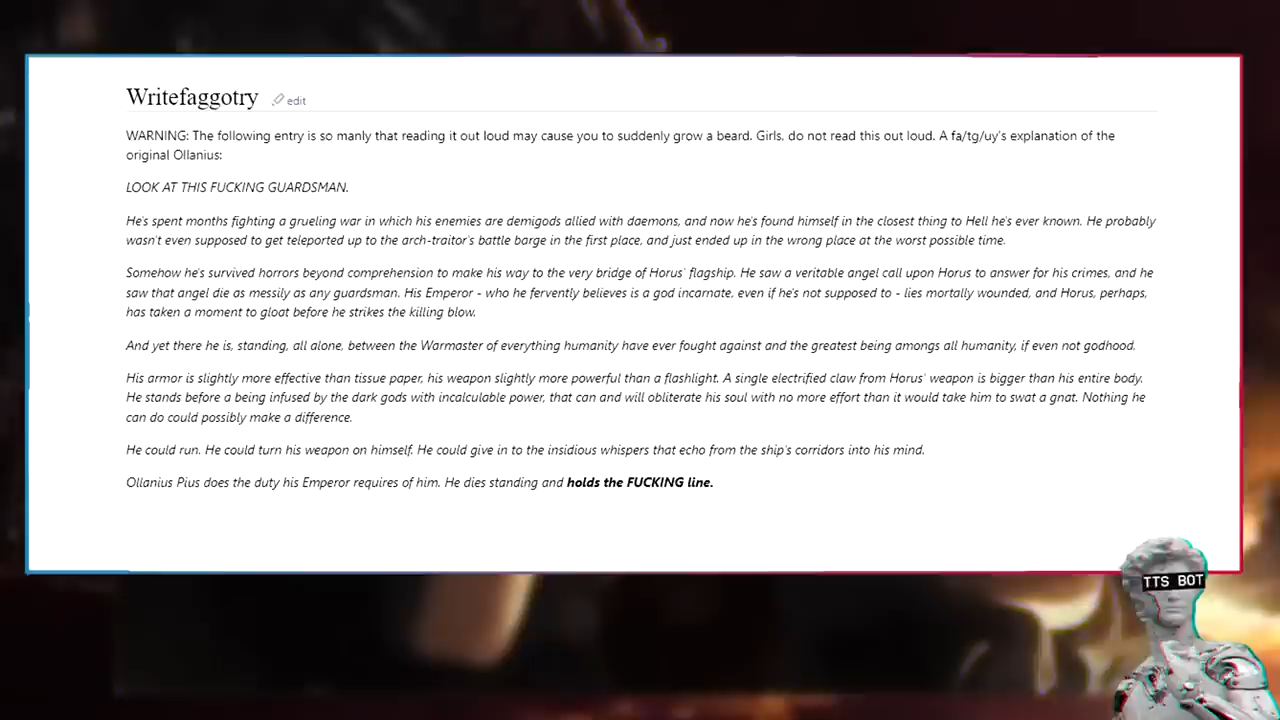 Writefaggotry edit
WARNING: The following entry is so manly that reading it out loud may cause you to suddenly grow a beard. Girls, do not read this out loud. A fa/tg/uy's explanation of the
original Ollanius:
LOOK AT THIS FUCKING GUARDSMAN.
He's spent months fighting a grueling war in which his enemies are demigods allied with daemons, and now he's found himself in the closest thing to Hell he's ever known. He probably
wasn't even supposed to get teleported up to the arch-traitor's battle barge in the first place, and just ended up in the wrong place at the worst possible time.
Somehow he's survived horrors beyond comprehension to make his way to the very bridge of Horus' flagship. He saw a veritable angel call upon Horus to answer for his crimes, and he
saw that angel die as messily as any guardsman. His Emperor - who he fervently believes is a god incarnate, even if he's not supposed to - lies mortally wounded, and Horus, perhaps,
has taken a moment to gloat before he strikes the killing blow.
And yet there he is, standing, all alone, between the Warmaster of everything humanity have ever fought against and the greatest being amongs all humanity, if even not godhood.
His armor is slightly more effective than tissue paper, his weapon slightly more powerful than a flashlight. A single electrified claw from Horus' weapon is bigger than his entire body.
He stands before a being infused by the dark gods with incalculable power, that can and will obliterate his soul with no more effort than it would take him to swat a gnat. Nothing he
can do could possibly make a difference.
He could run. He could turn his weapon on himself. He could give in to the insidious whispers that echo from the ship's corridors into his mind.
Ollanius Pius does the duty his Emperor requires of him. He dies standing and holds the FUCKING line.
TTS BOT